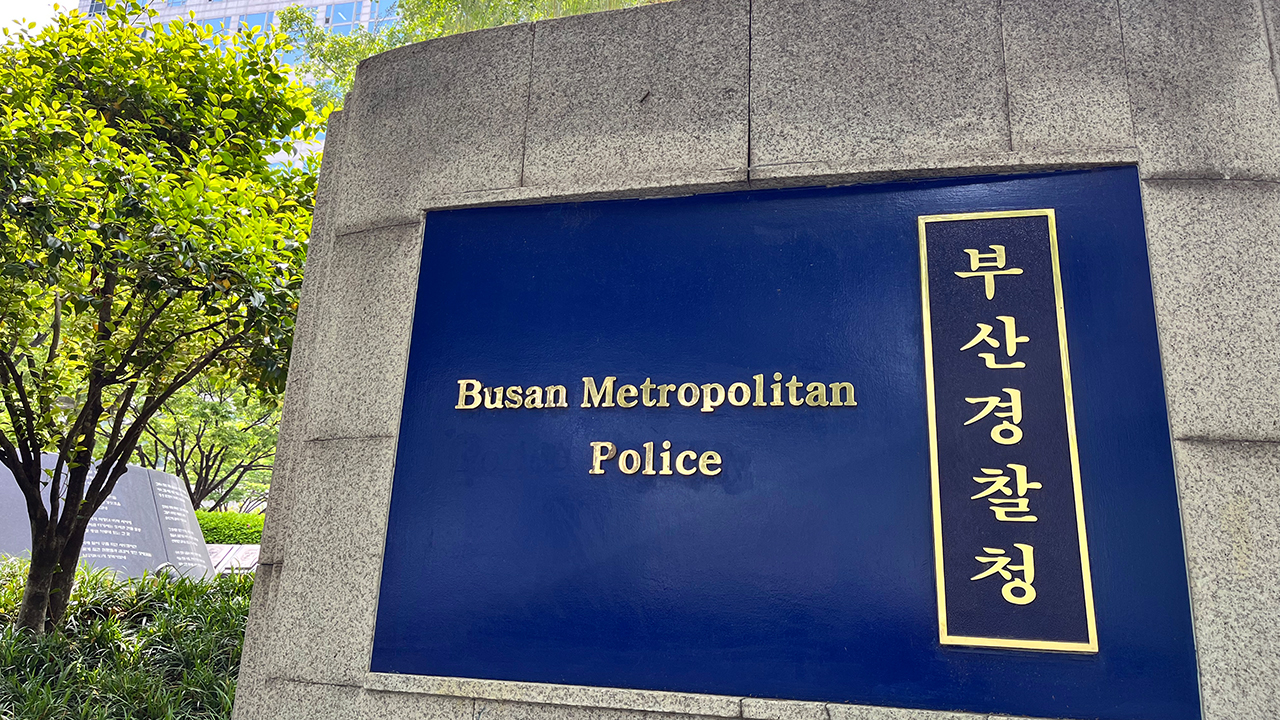 Busan Metropolitan
Police
부산경찰청